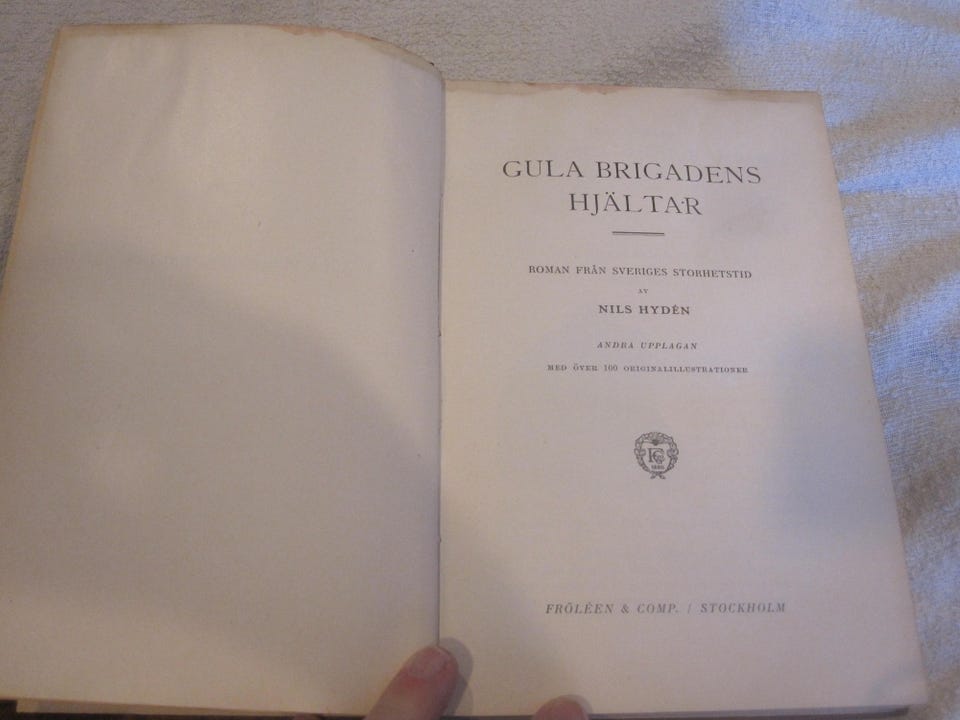 GULA BRIGADENS
HJÄLTAR
ROMAN FRÅN SVERIGES STORHETSTID
AV
NILS HYDÉN
ANDRA UPPLAGAN
MED ÖVER 100 ORIGINALILLUSTRATIONER
FRÖLÉEN & COMP. / STOCKHOLM